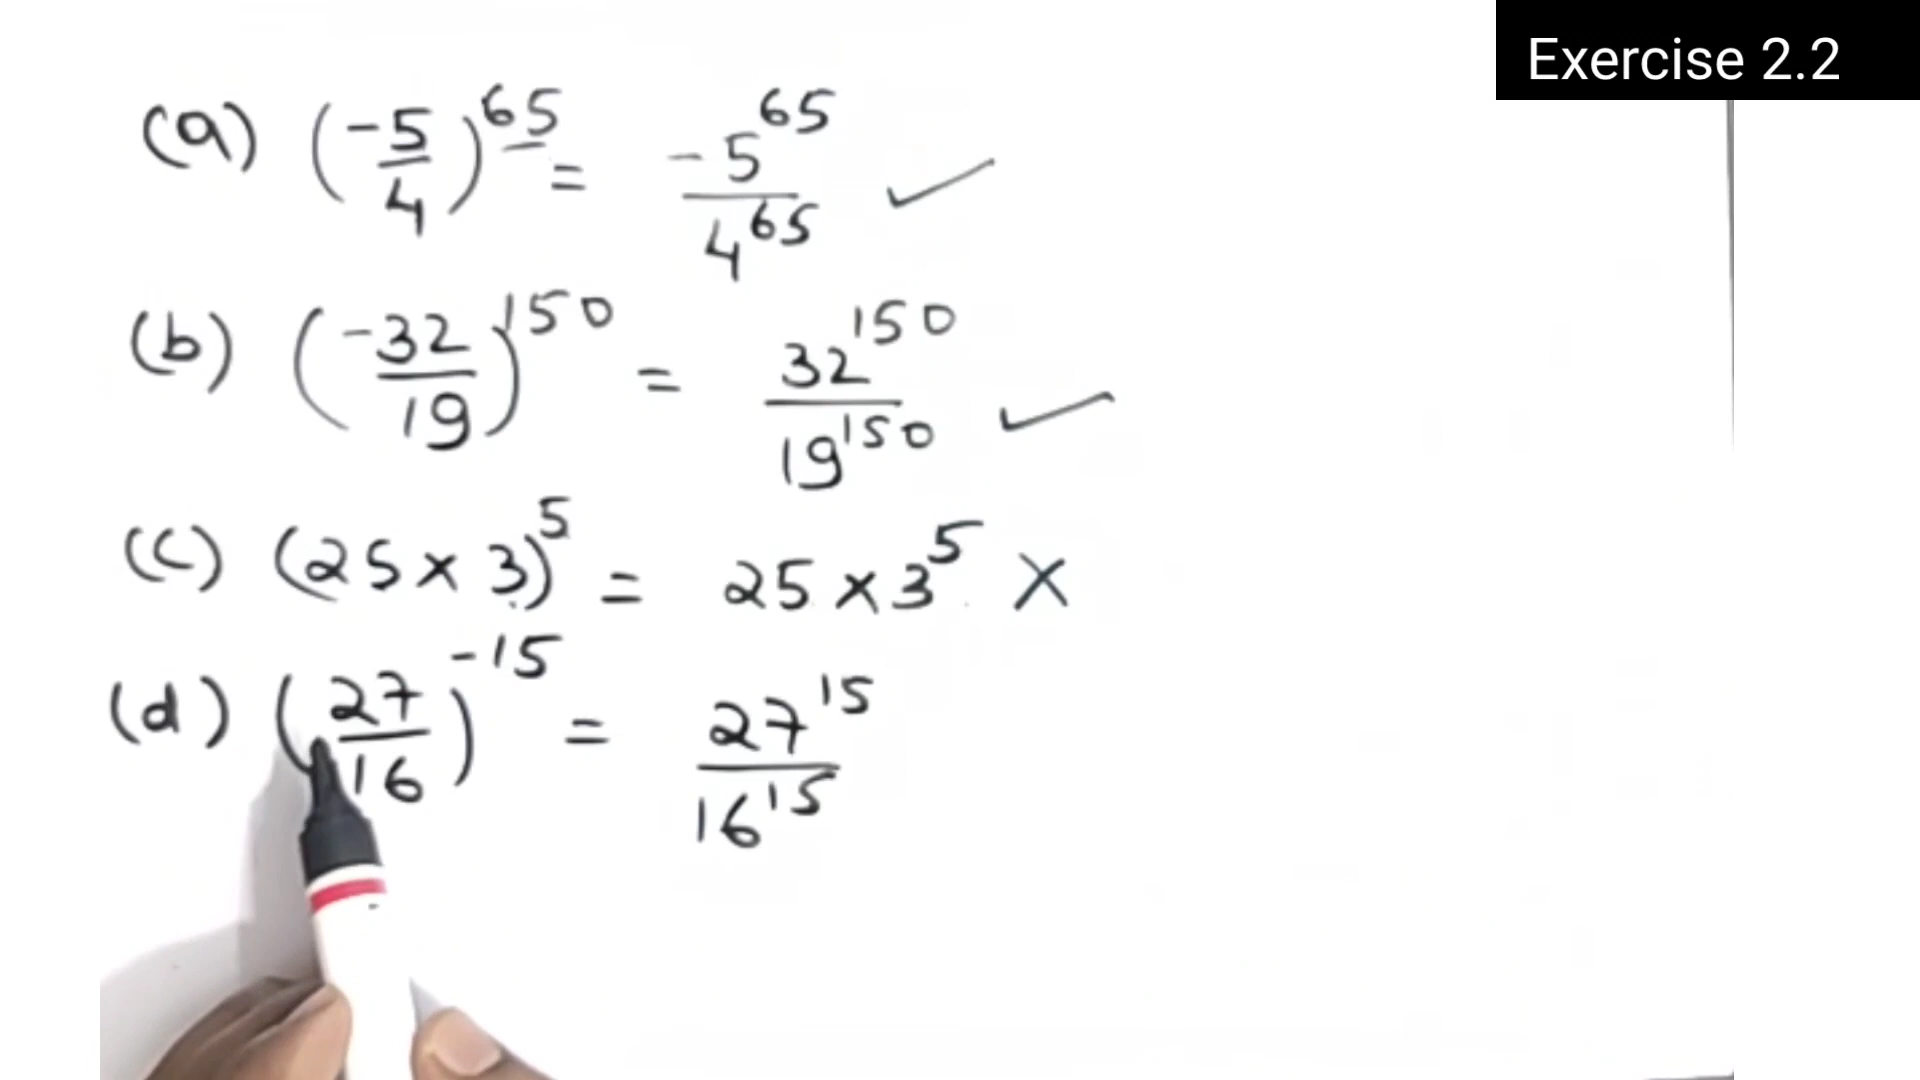 Exercise 2.2
(a) (-5/4)^65 = -5^65/4^65 ✓
(b) (-32/19)^150 = 32^150/19^150 ✓
(c) (25 × 3)^5 = 25 × 3^5 ×
(d) (27/16)^-15 = 27^15/16^15